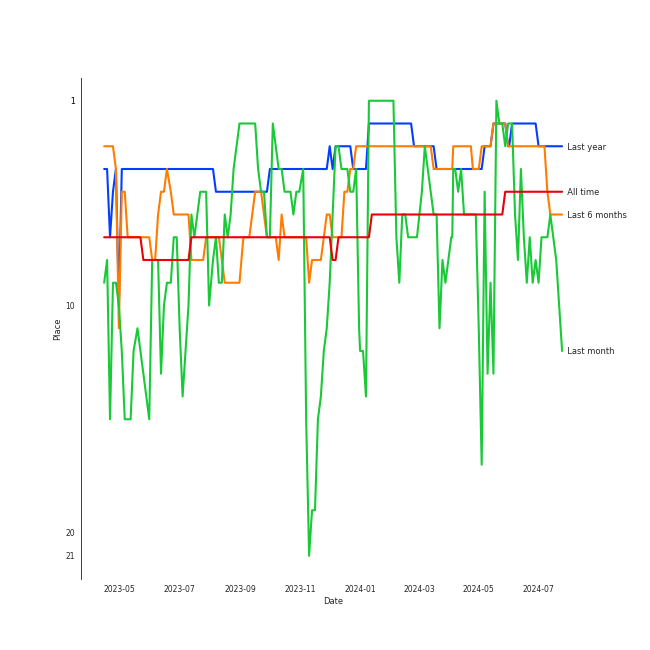 1
Last year
All time
Last 6 months
10
Place
Last month
20
21
2023-05 2023-07 2023-09 2023-11 2024-01 2024-03 2024-05 2024-07
Date